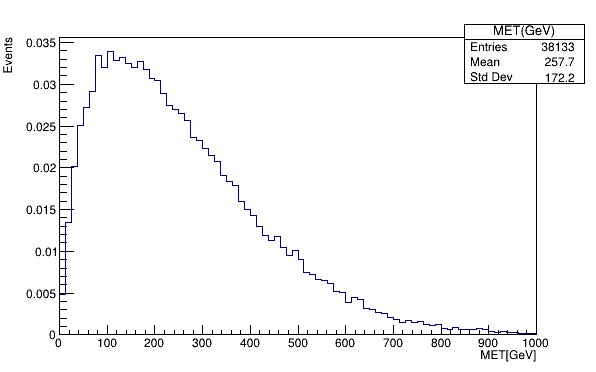 MET(GeV)
Entries 38133
Mean 257.7
Std Dev 172.2
Events
0.035
0.03
0.025
0.02
0.015
0.01
0.005
0
0 100 200 300 400 500 600 700 800 900 1000
MET[GeV]